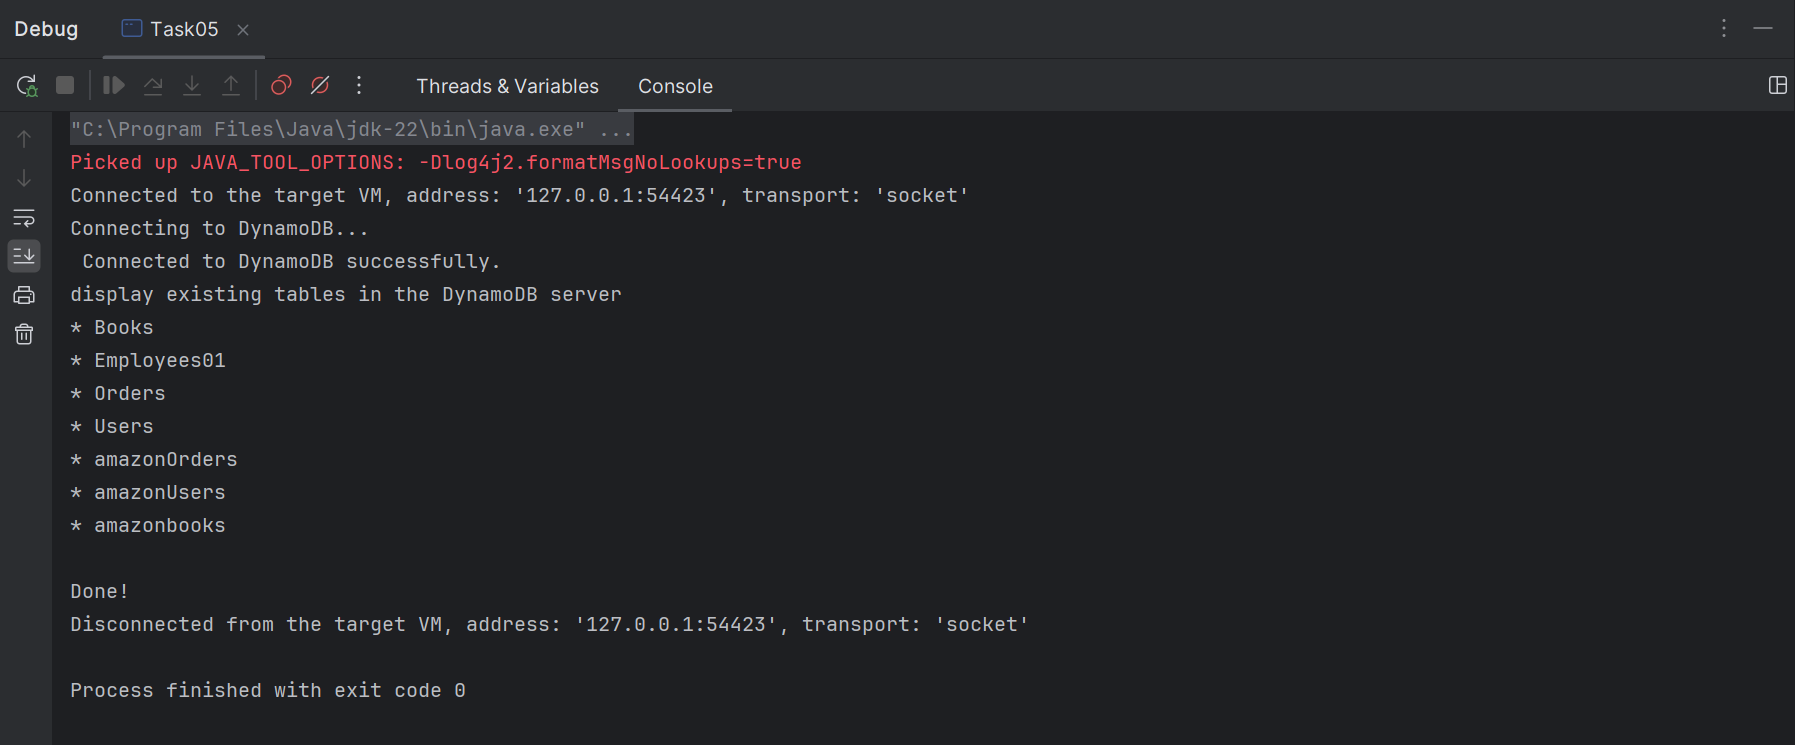 Debug
Task05
Threads & Variables
Console
"C:\Program Files\Java\jdk-22\bin\java.exe" ...
Picked up JAVA_TOOL_OPTIONS: -Dlog4j2.formatMsgNoLookups=true
Connected to the target VM, address: '127.0.0.1:54423', transport: 'socket'
Connecting to DynamoDB...
 Connected to DynamoDB successfully.
display existing tables in the DynamoDB server
* Books
* Employees01
* Orders
* Users
* amazonOrders
* amazonUsers
* amazonbooks
Done!
Disconnected from the target VM, address: '127.0.0.1:54423', transport: 'socket'
Process finished with exit code 0